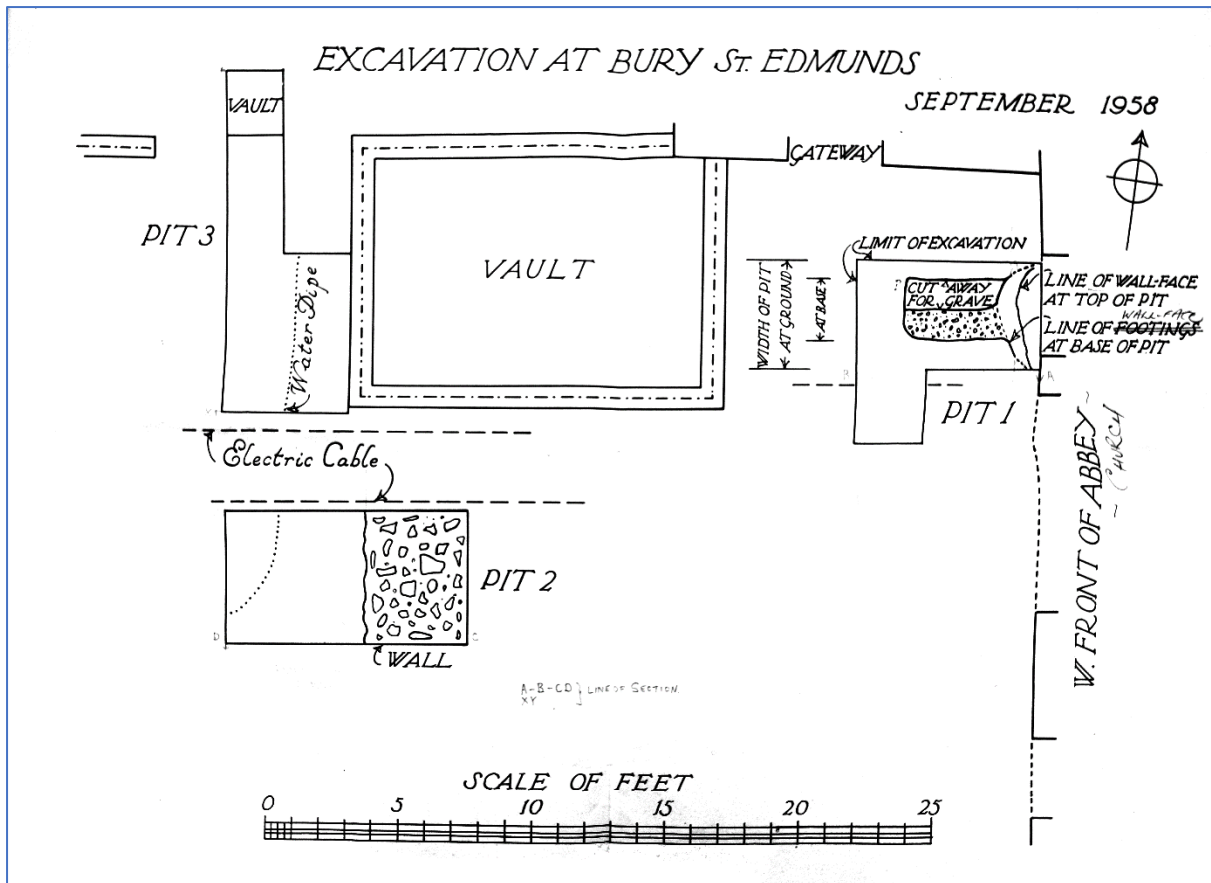 EXCAVATION AT BURY ST. EDMUNDS
SEPTEMBER 1958
VAULT
GATEWAY
PIT 3
LIMIT OF EXCAVATION
VAULT
WIDTH OF PIT
AT GROUND
AT BASE
CUT AWAY
FOR GRAVE
LINE OF WALL-FACE
AT TOP OF PIT
WALL-FACE
LINE OF FOOTINGS
AT BASE OF PIT
Water Pipe
B
A
PIT 1
Electric Cable
W. FRONT OF ABBEY
~ CHURCH ~
PIT 2
D
C
WALL
A-B-CD } LINE OF SECTION.
XY
SCALE OF FEET
0 5 10 15 20 25